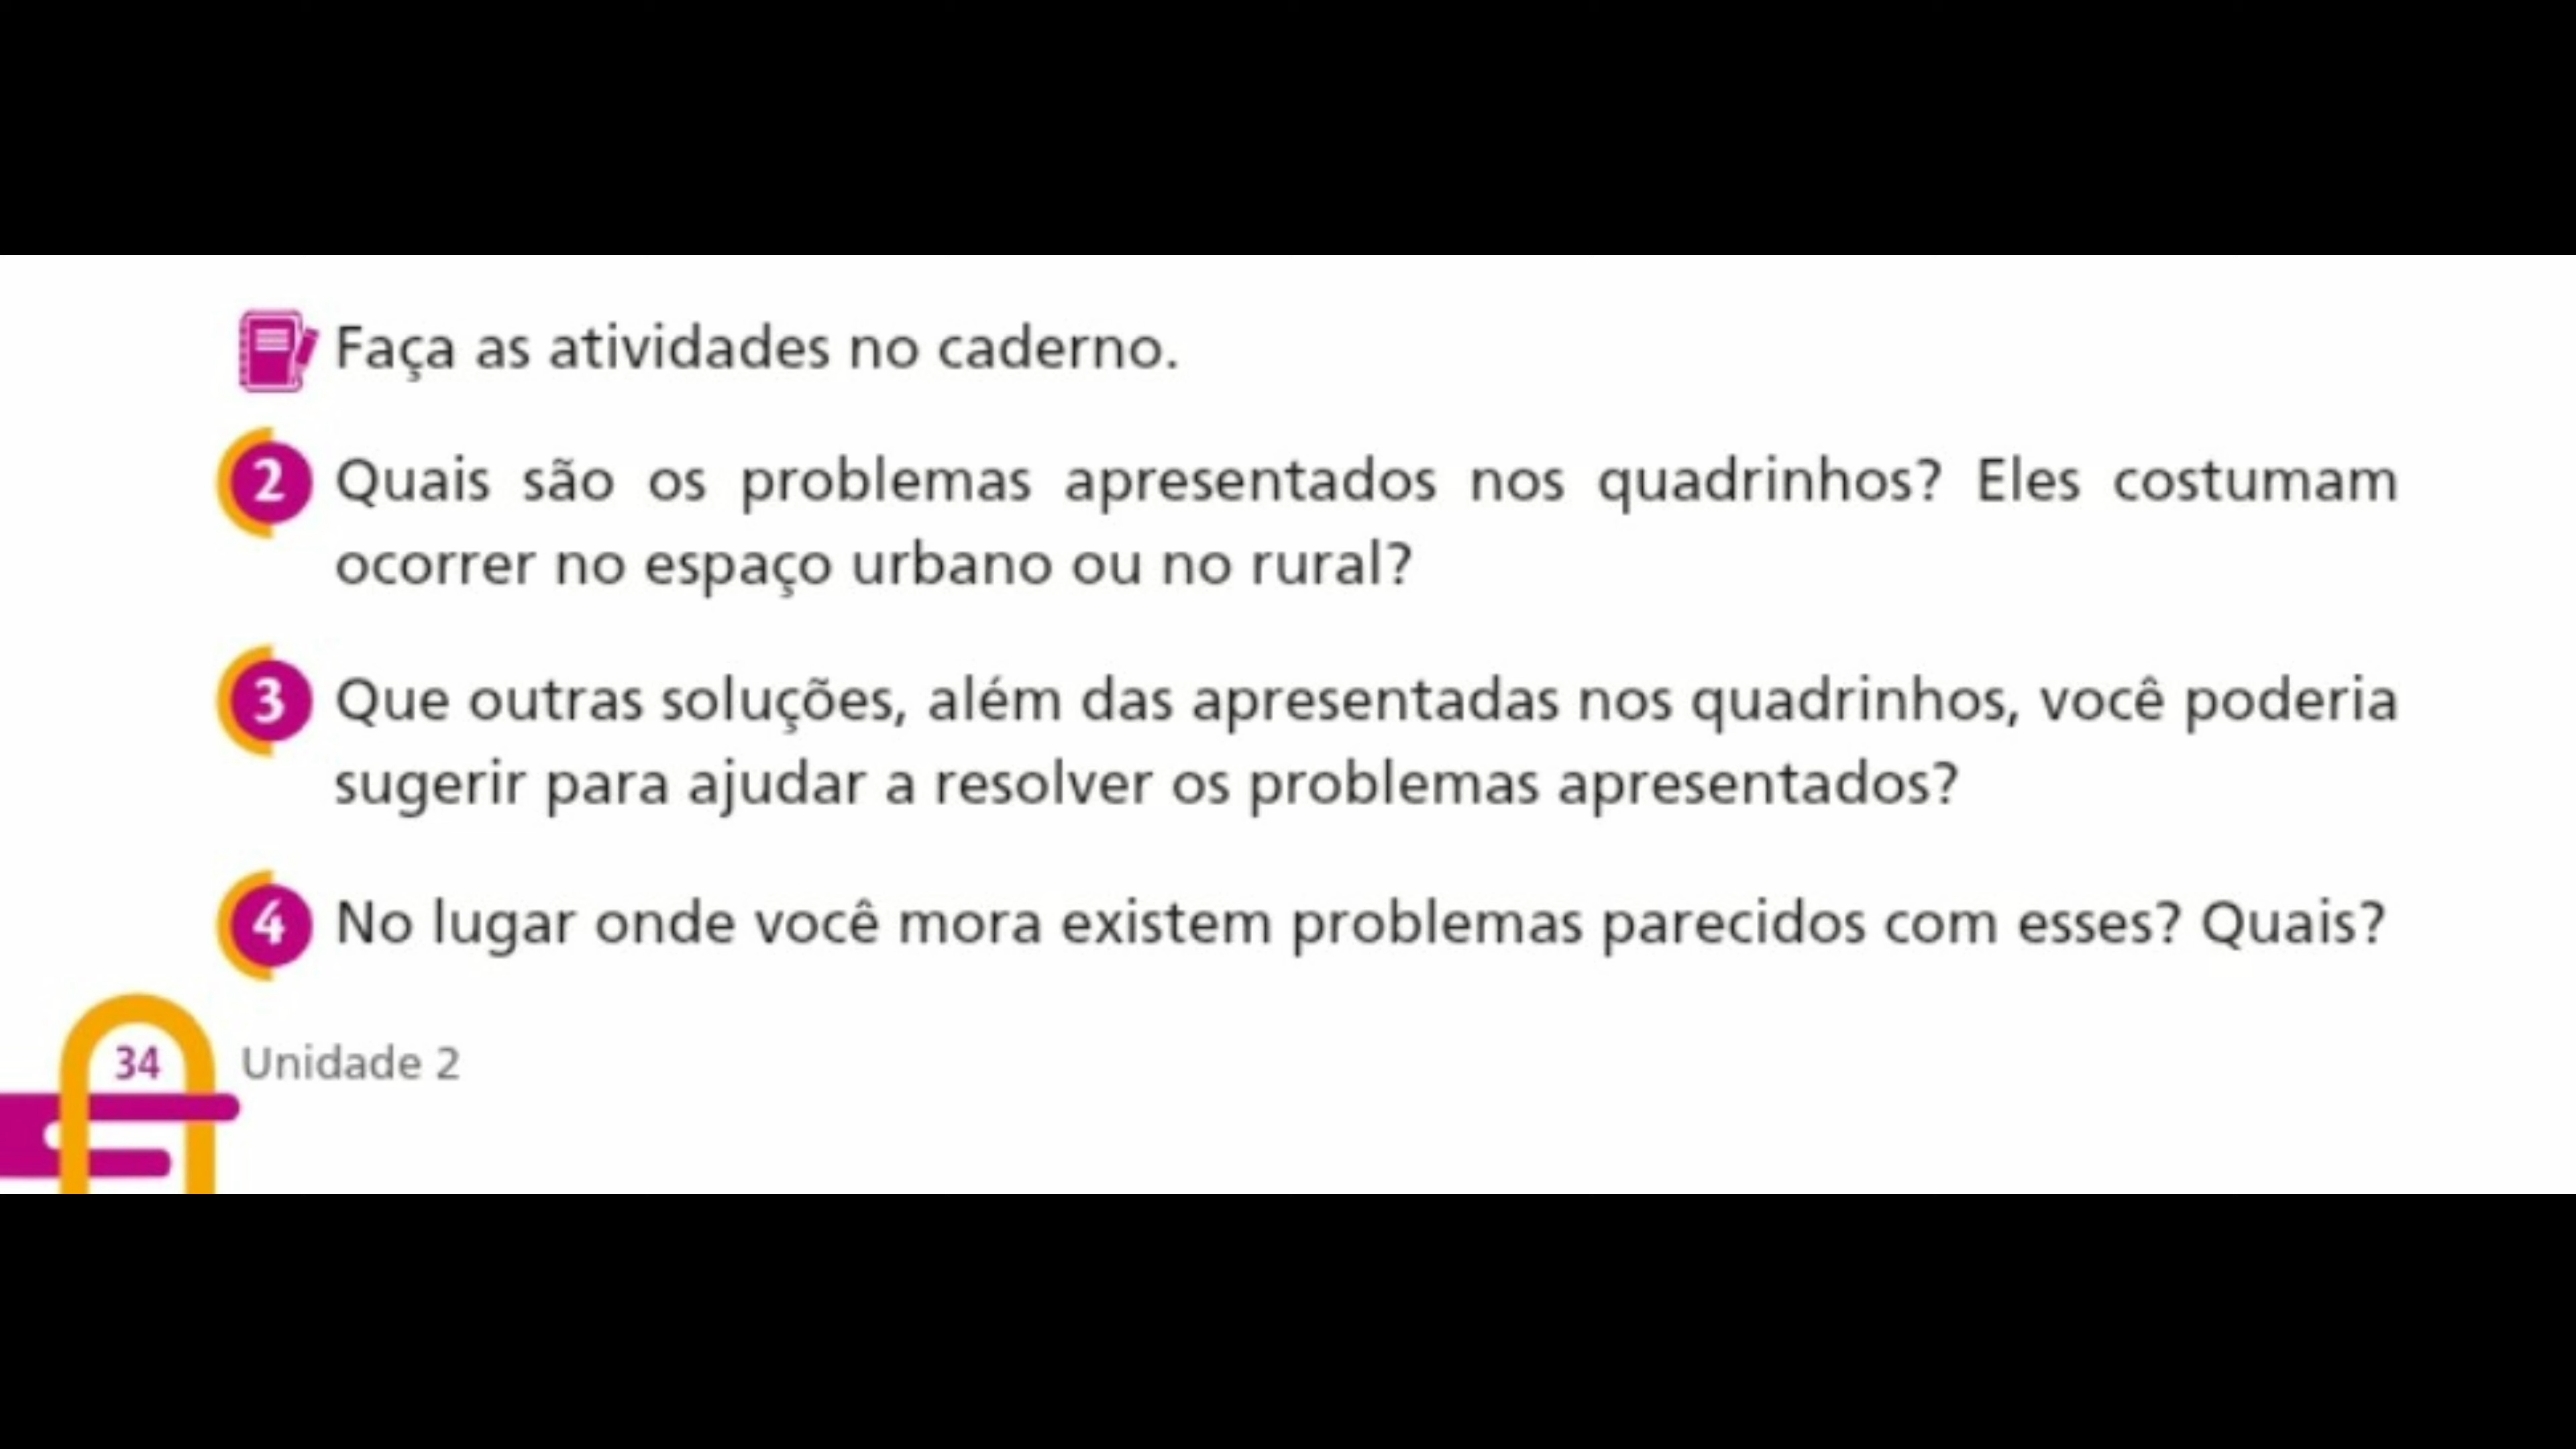 Faça as atividades no caderno.
2 Quais são os problemas apresentados nos quadrinhos? Eles costumam
ocorrer no espaço urbano ou no rural?
3 Que outras soluções, além das apresentadas nos quadrinhos, você poderia
sugerir para ajudar a resolver os problemas apresentados?
4 No lugar onde você mora existem problemas parecidos com esses? Quais?
34 Unidade 2